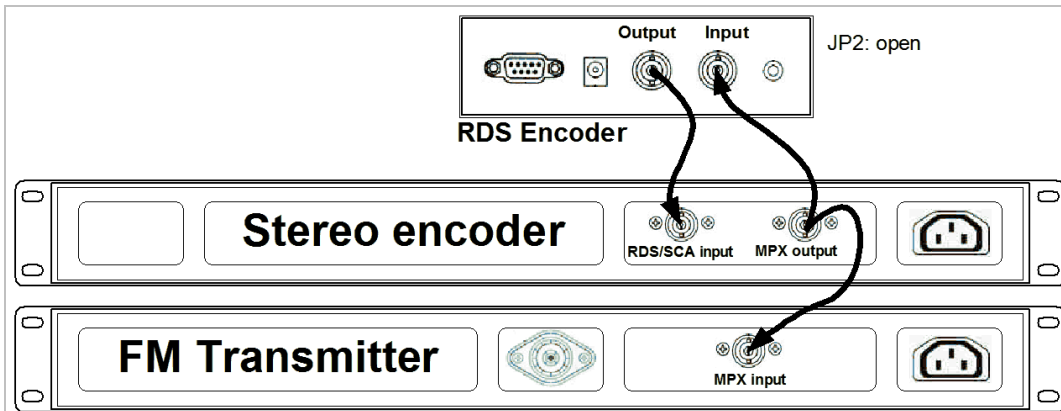 Output Input
JP2: open
RDS Encoder
Stereo encoder
RDS/SCA input MPX output
FM Transmitter
MPX input